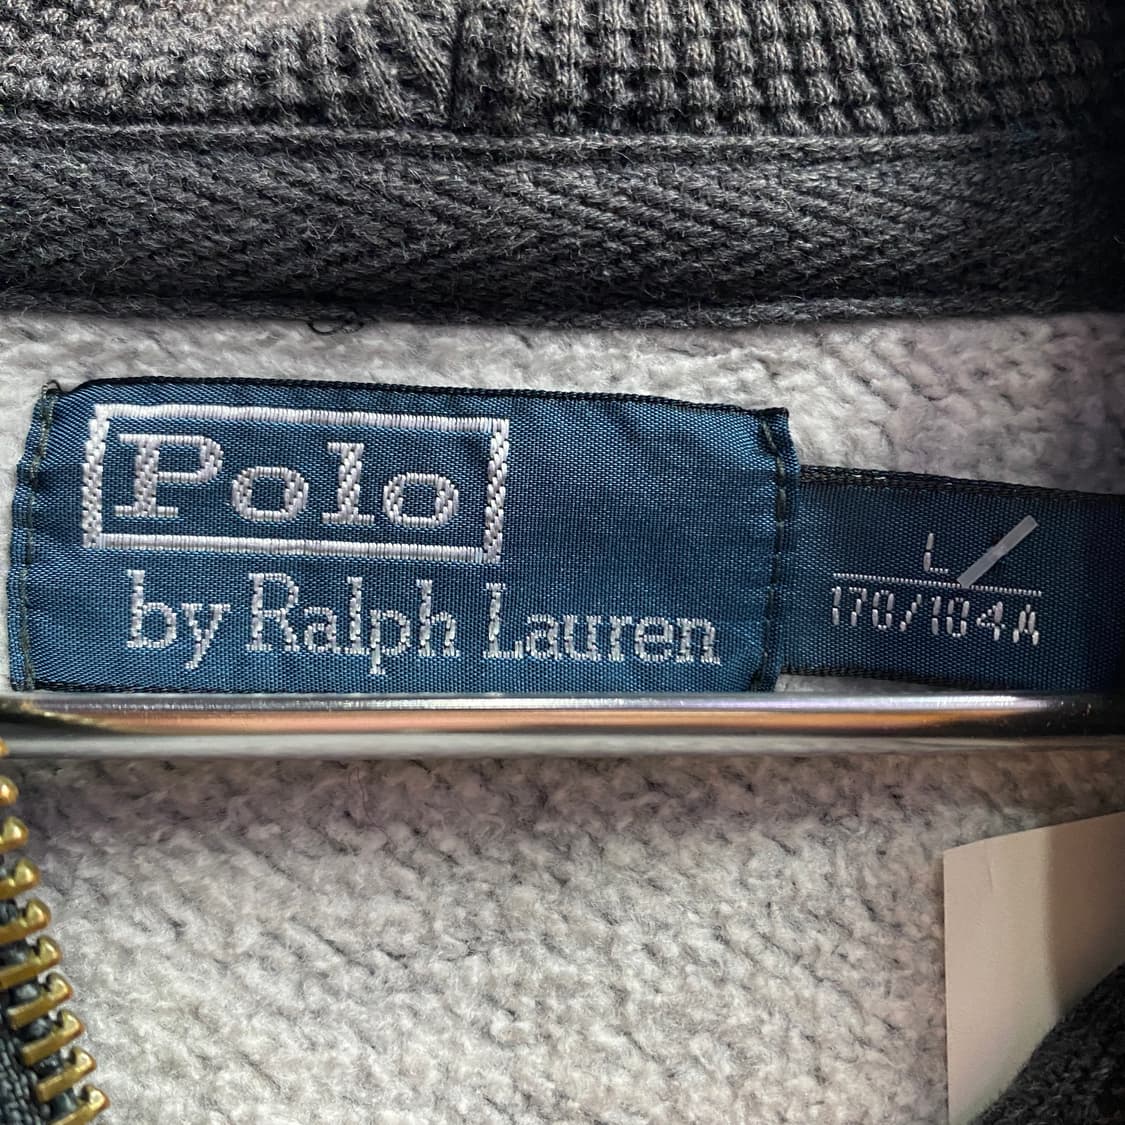 Polo
by Ralph Lauren
L
170/104A